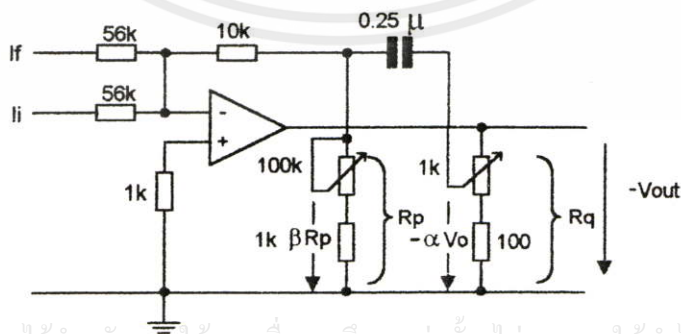 0.25 μ
56k
10k
If
56k
Ii
-
+
100k
1k
1k
Rp
-Vout
1k
βRp
-αVo
100
Rq